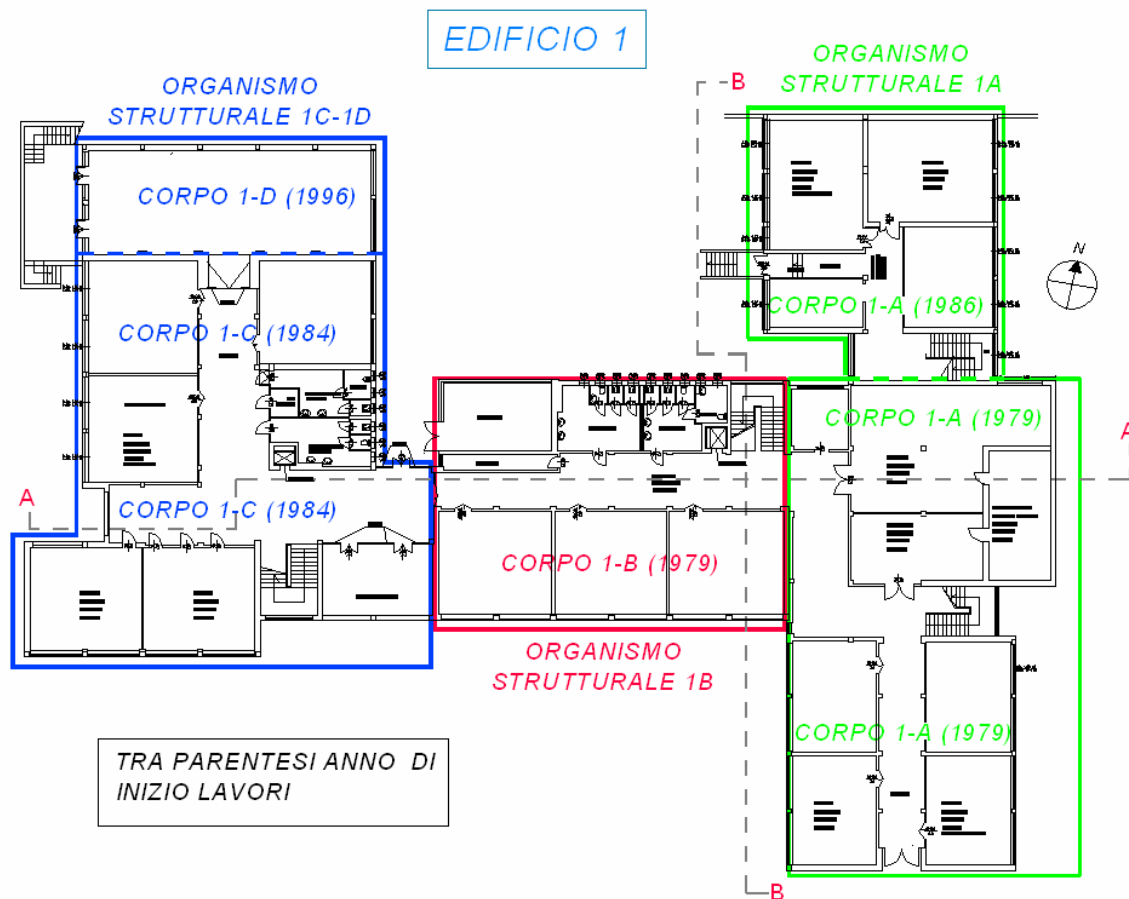 EDIFICIO 1
ORGANISMO
STRUTTURALE 1C-1D
ORGANISMO
STRUTTURALE 1A
B
CORPO 1-D (1996)
N
CORPO 1-A (1986)
CORPO 1-C (1984)
CORPO 1-A (1979)
A
A
CORPO 1-C (1984)
CORPO 1-B (1979)
ORGANISMO
STRUTTURALE 1B
CORPO 1-A (1979)
TRA PARENTESI ANNO DI
INIZIO LAVORI
B